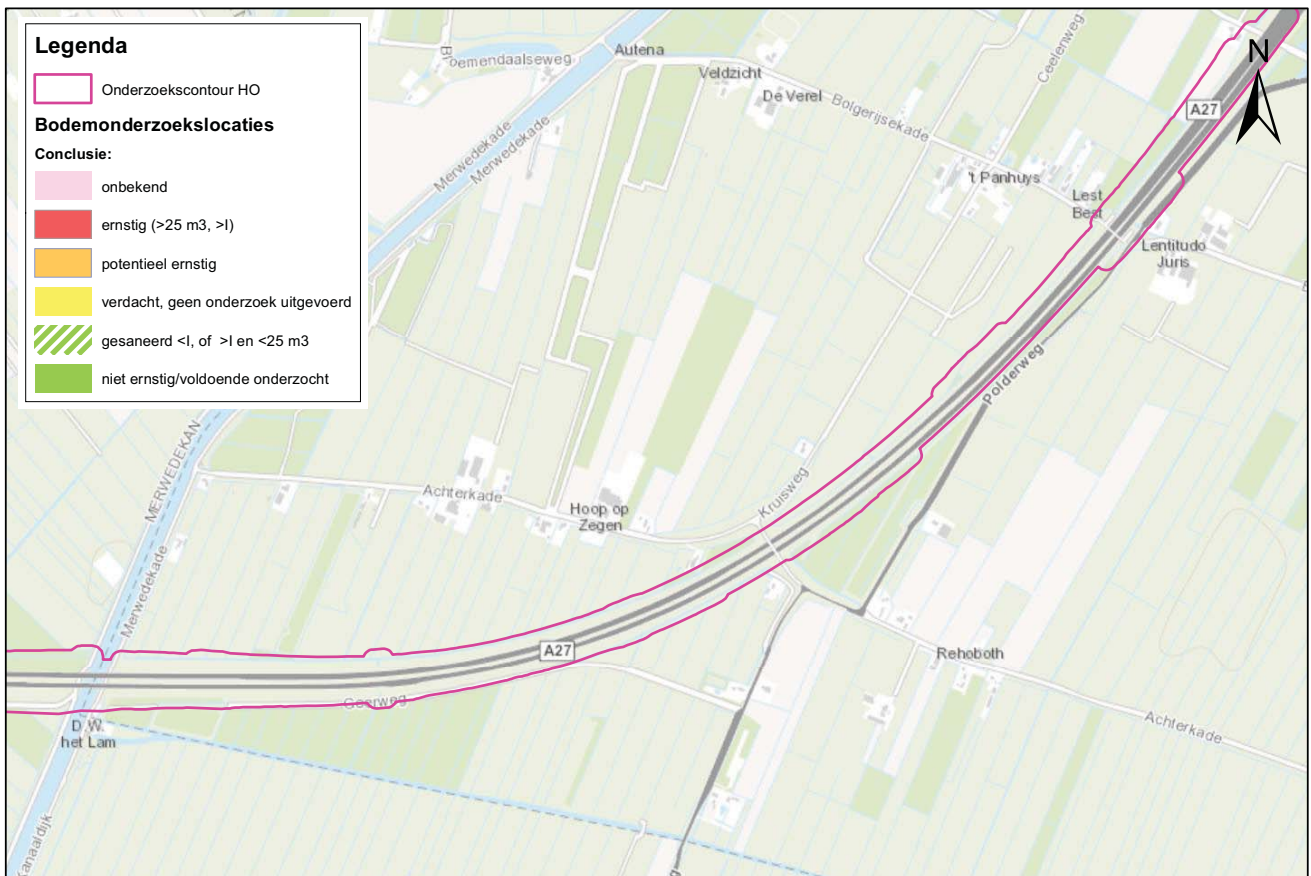 Legenda
Onderzoekscontour HO
Bodemonderzoekslocaties
Conclusie:
onbekend
ernstig (>25 m3, >I)
potentieel ernstig
verdacht, geen onderzoek uitgevoerd
gesaneerd <I, of >I en <25 m3
niet ernstig/voldoende onderzocht
N
A27
Autena
Veldzicht
De Verel
Bolgerijsekade
Ceelenweg
Merwedekade
Merwedekade
't Panhuys
Lest
Best
Lentitudo
Juris
Polderweg
MERWEDEKAN
Achterkade
Hoop op
Zegen
Kruisweg
Merwedekade
A27
Geerweg
Rehoboth
Achterkade
D.W.
het Lam